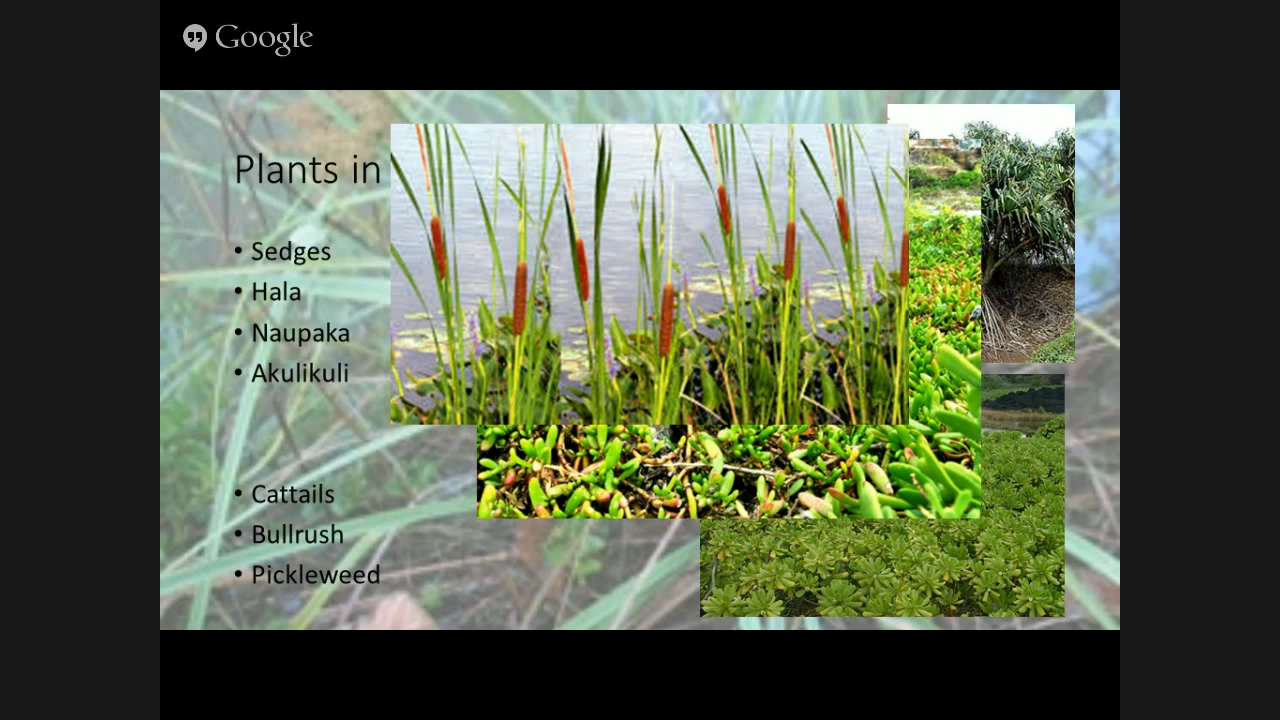 Google
Plants in
• Sedges
• Hala
• Naupaka
• Akulikuli
• Cattails
• Bullrush
• Pickleweed